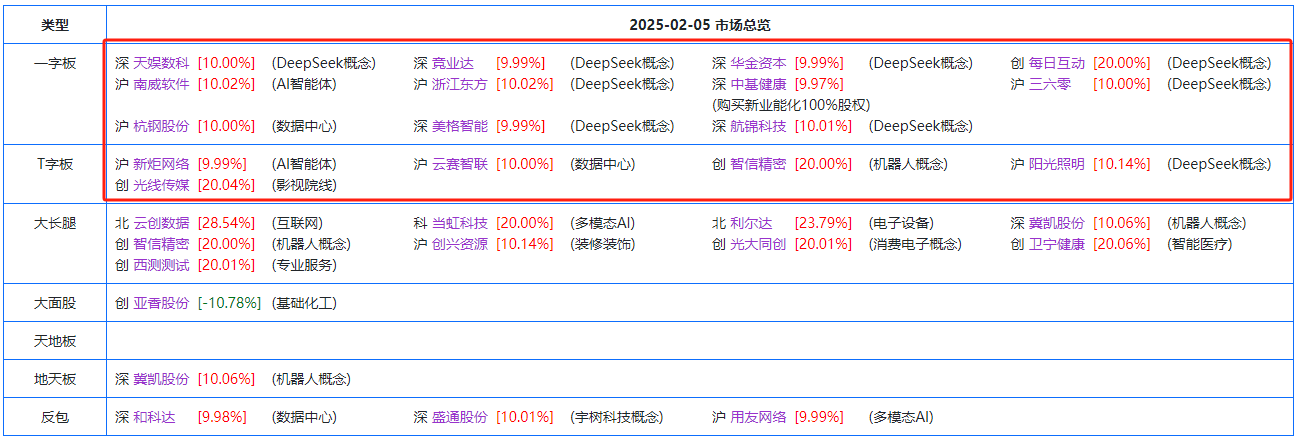 类型 2025-02-05 市场总览
一字板 深 天娱数科 [10.00%] (DeepSeek概念) 深 竞业达 [9.99%] (DeepSeek概念) 深 华金资本 [9.99%] (DeepSeek概念) 创 每日互动 [20.00%] (DeepSeek概念)
沪 南威软件 [10.02%] (AI智能体) 沪 浙江东方 [10.02%] (DeepSeek概念) 深 中基健康 [9.97%] 沪 三六零 [10.00%] (DeepSeek概念)
(购买新业能化100%股权)
沪 杭钢股份 [10.00%] (数据中心) 深 美格智能 [9.99%] (DeepSeek概念) 深 航锦科技 [10.01%] (DeepSeek概念)
T字板 沪 新炬网络 [9.99%] (AI智能体) 沪 云赛智联 [10.00%] (数据中心) 创 智信精密 [20.00%] (机器人概念) 沪 阳光照明 [10.14%] (DeepSeek概念)
创 光线传媒 [20.04%] (影视院线)
大长腿 北 云创数据 [28.54%] (互联网) 科 当虹科技 [20.00%] (多模态AI) 北 利尔达 [23.79%] (电子设备) 深 冀凯股份 [10.06%] (机器人概念)
创 智信精密 [20.00%] (机器人概念) 沪 创兴资源 [10.14%] (装修装饰) 创 光大同创 [20.01%] (消费电子概念) 创 卫宁健康 [20.06%] (智能医疗)
创 西测测试 [20.01%] (专业服务)
大面股 创 亚香股份 [-10.78%] (基础化工)
天地板
地天板 深 冀凯股份 [10.06%] (机器人概念)
反包 深 和科达 [9.98%] (数据中心) 深 盛通股份 [10.01%] (宇树科技概念) 沪 用友网络 [9.99%] (多模态AI)